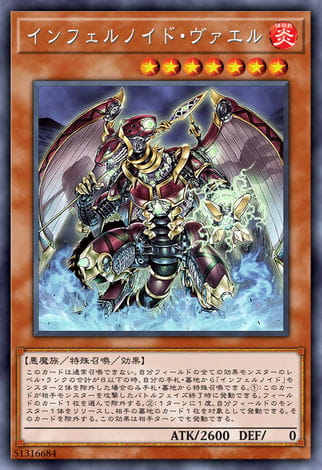 インフェルノイド・ヴァエル
ほのお
炎
【悪魔族／特殊召喚／効果】
このカードは通常召喚できない。自分フィールドの全ての効果モンスターの
レベル・ランクの合計が８以下の時、自分の手札・墓地から「インフェルノイド」モン
スター２体を除外した場合のみ手札・墓地から特殊召喚できる。①：このカー
ドが相手モンスターを攻撃したバトルフェイズ終了時に発動できる。フィール
ドのカード１枚を選んで除外する。②：１ターンに１度、自分フィールドのモン
スター１体をリリースし、相手の墓地のカード１枚を対象として発動できる。そ
のカードを除外する。この効果は相手ターンでも発動できる。
ATK/2600 DEF/ 0
51316684